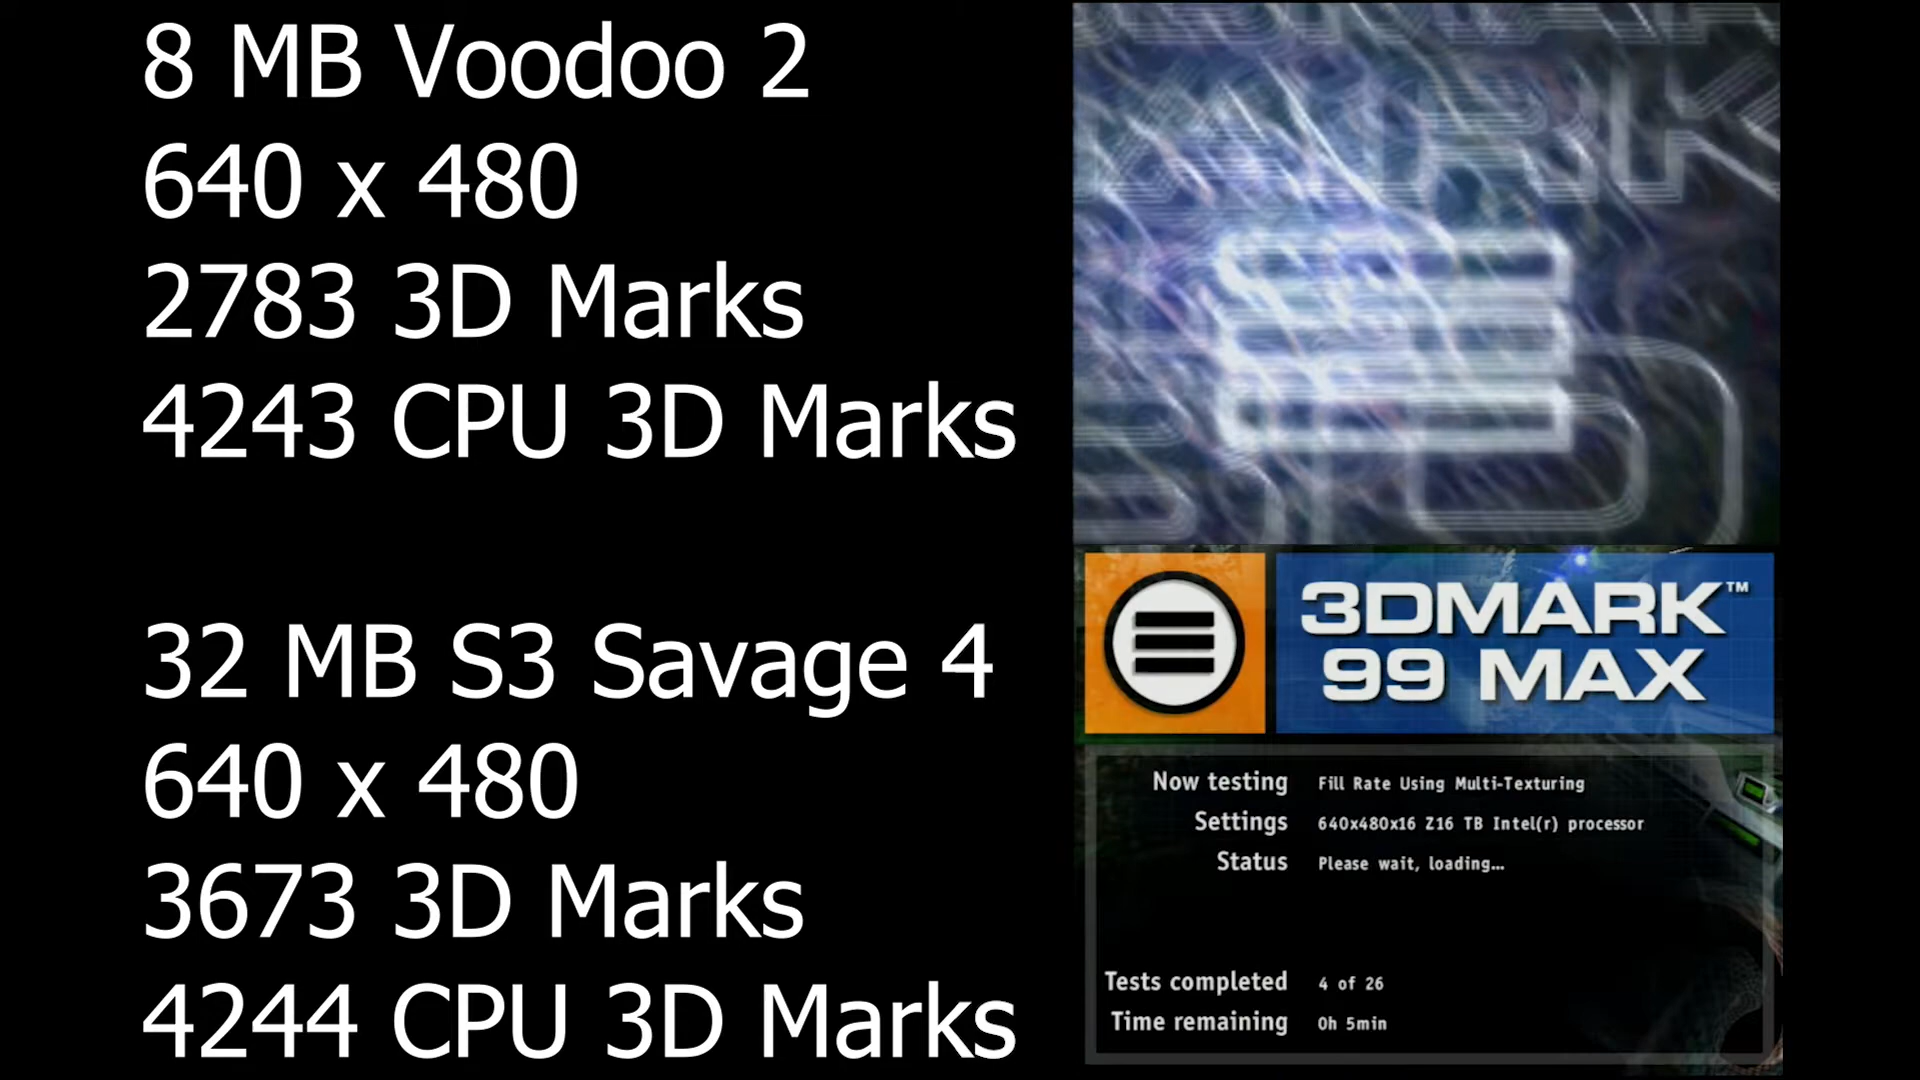 8 MB Voodoo 2
640 x 480
2783 3D Marks
4243 CPU 3D Marks
32 MB S3 Savage 4
640 x 480
3673 3D Marks
4244 CPU 3D Marks
3DMARK™
99 MAX
Now testing Fill Rate Using Multi-Texturing
Settings 640x480x16 Z16 TB Intel(r) processor
Status Please wait, loading...
Tests completed 4 of 26
Time remaining 0h 5min